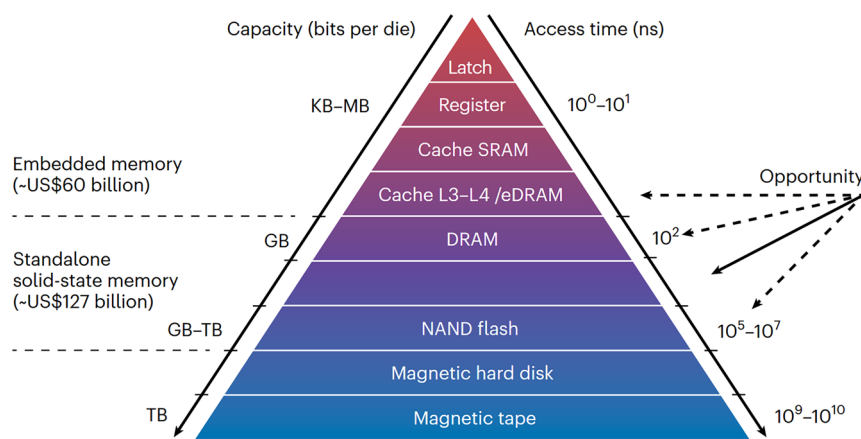 Capacity (bits per die)
Access time (ns)
Latch
KB–MB
Register
10⁰–10¹
Cache SRAM
Embedded memory
(~US$60 billion)
Cache L3–L4 /eDRAM
Opportunity
GB
DRAM
10²
Standalone
solid-state memory
(~US$127 billion)
GB–TB
NAND flash
10⁵–10⁷
Magnetic hard disk
TB
Magnetic tape
10⁹–10¹⁰